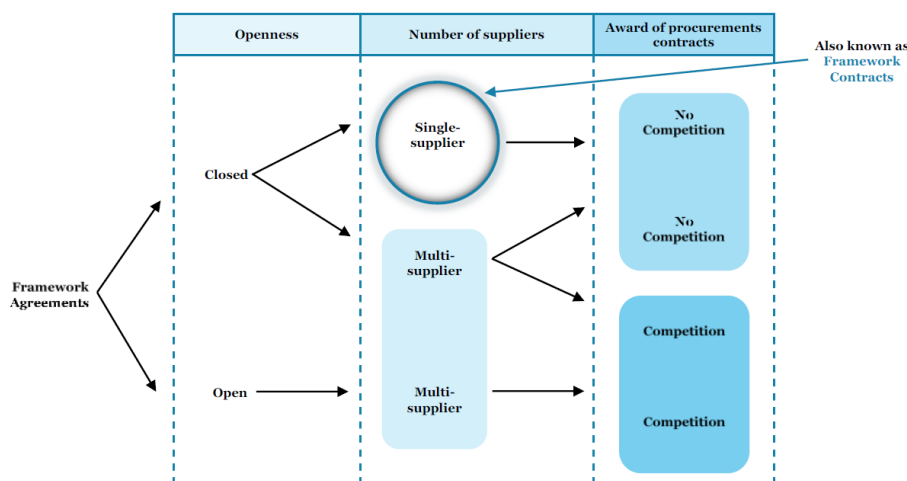 Openness
Number of suppliers
Award of procurements
contracts
Also known as
Framework
Contracts
Single-
supplier
No
Competition
Closed
No
Competition
Multi-
supplier
Framework
Agreements
Competition
Open
Multi-
supplier
Competition